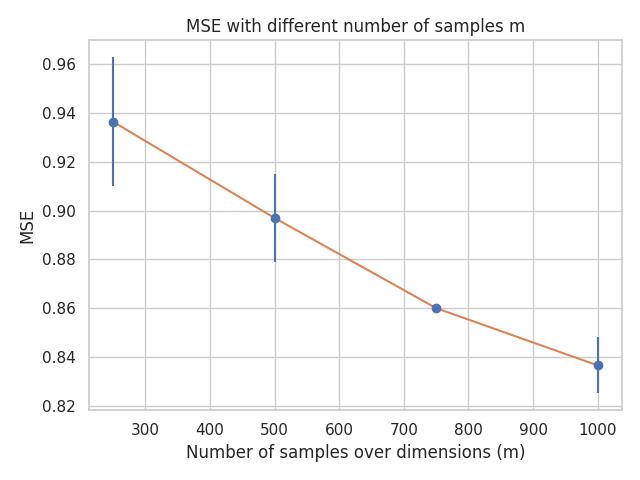 MSE with different number of samples m
MSE
0.96
0.94
0.92
0.90
0.88
0.86
0.84
0.82
300 400 500 600 700 800 900 1000
Number of samples over dimensions (m)